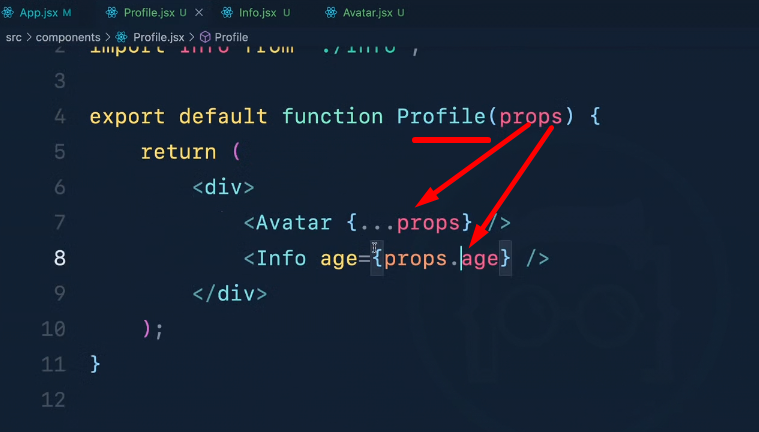 App.jsx M Profile.jsx U Info.jsx U Avatar.jsx U
src > components > Profile.jsx > Profile
2 import Info from "./Info";
3
4 export default function Profile(props) {
5 return (
6 <div>
7 <Avatar {...props} />
8 <Info age={props.age} />
9 </div>
10 );
11 }
12